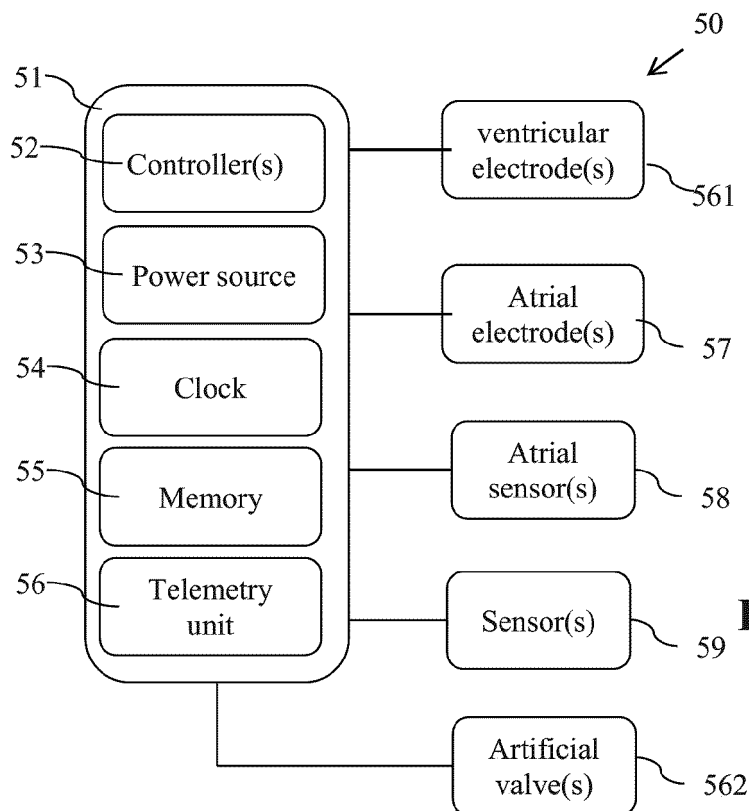 50
51
52
Controller(s)
53
Power source
54
Clock
55
Memory
56
Telemetry
unit
ventricular
electrode(s)
561
Atrial
electrode(s)
57
Atrial
sensor(s)
58
Sensor(s)
59
Artificial
valve(s)
562